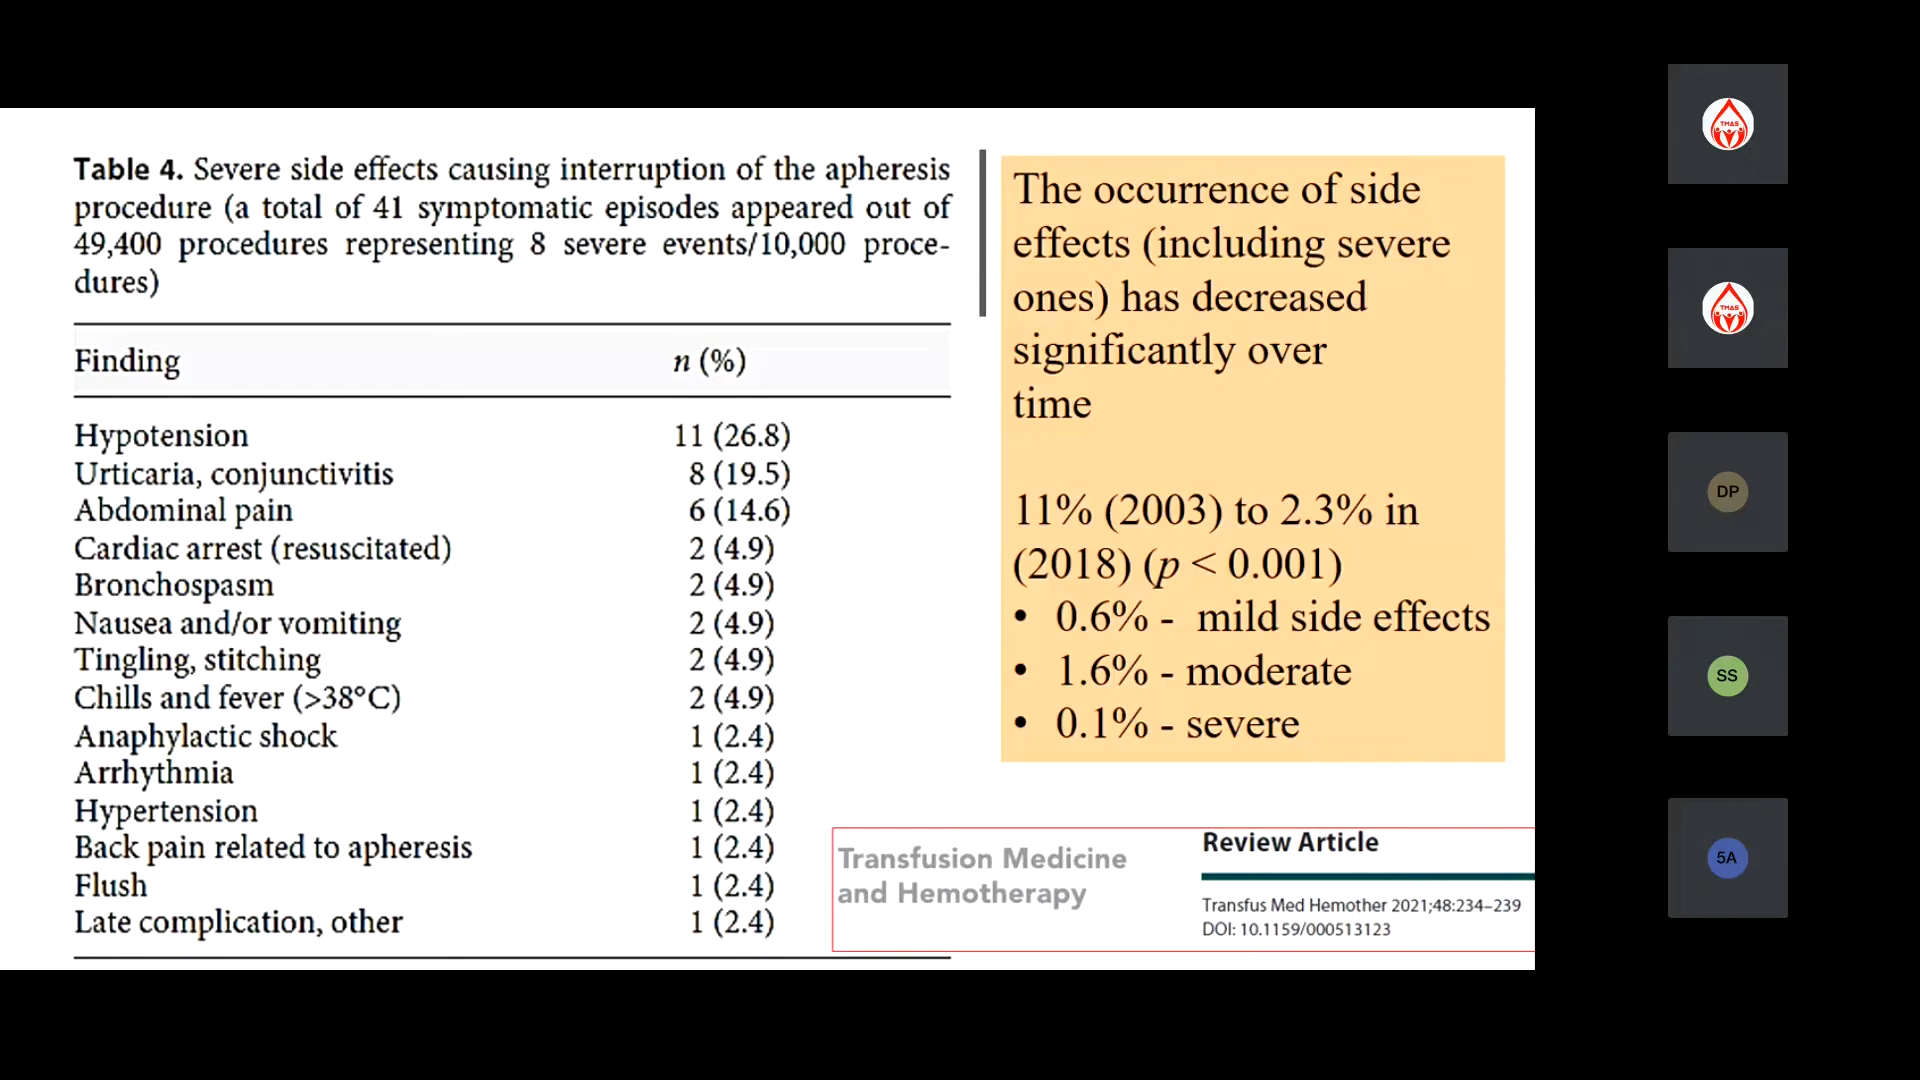 Table 4. Severe side effects causing interruption of the apheresis
procedure (a total of 41 symptomatic episodes appeared out of
49,400 procedures representing 8 severe events/10,000 proce-
dures)
Finding n (%)
Hypotension 11 (26.8)
Urticaria, conjunctivitis 8 (19.5)
Abdominal pain 6 (14.6)
Cardiac arrest (resuscitated) 2 (4.9)
Bronchospasm 2 (4.9)
Nausea and/or vomiting 2 (4.9)
Tingling, stitching 2 (4.9)
Chills and fever (>38°C) 2 (4.9)
Anaphylactic shock 1 (2.4)
Arrhythmia 1 (2.4)
Hypertension 1 (2.4)
Back pain related to apheresis 1 (2.4)
Flush 1 (2.4)
Late complication, other 1 (2.4)
The occurrence of side
effects (including severe
ones) has decreased
significantly over
time
11% (2003) to 2.3% in
(2018) (p < 0.001)
• 0.6% - mild side effects
• 1.6% - moderate
• 0.1% - severe
Transfusion Medicine
and Hemotherapy
Review Article
Transfus Med Hemother 2021;48:234–239
DOI: 10.1159/000513123
TMAS
TMAS
DP
SS
5A